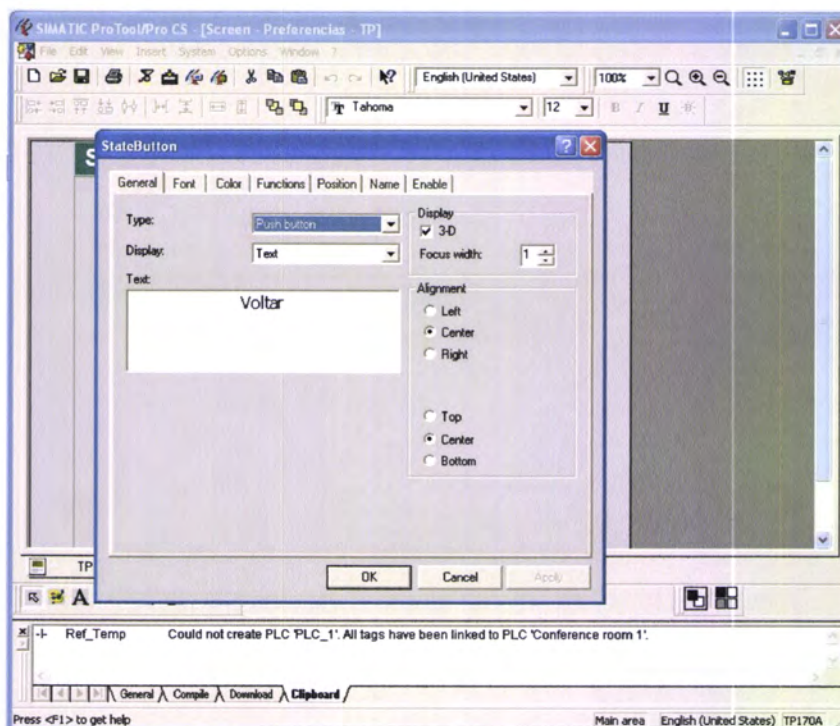 SIMATIC ProTool/Pro CS - [Screen - Preferencias - TP]
File Edit View Insert System Options Window ?
English (United States) 100%
Tahoma 12 B I U
StateButton
General Font Color Functions Position Name Enable
Type: Push button
Display: Text
Text:
Voltar
Display
3-D
Focus width: 1
Alignment
Left
Center
Right
Top
Center
Bottom
TP
OK Cancel Apply
A
Ref_Temp Could not create PLC 'PLC_1'. All tags have been linked to PLC 'Conference room 1'.
General Compile Download Clipboard
Press <F1> to get help Main area English (United States) TP170A